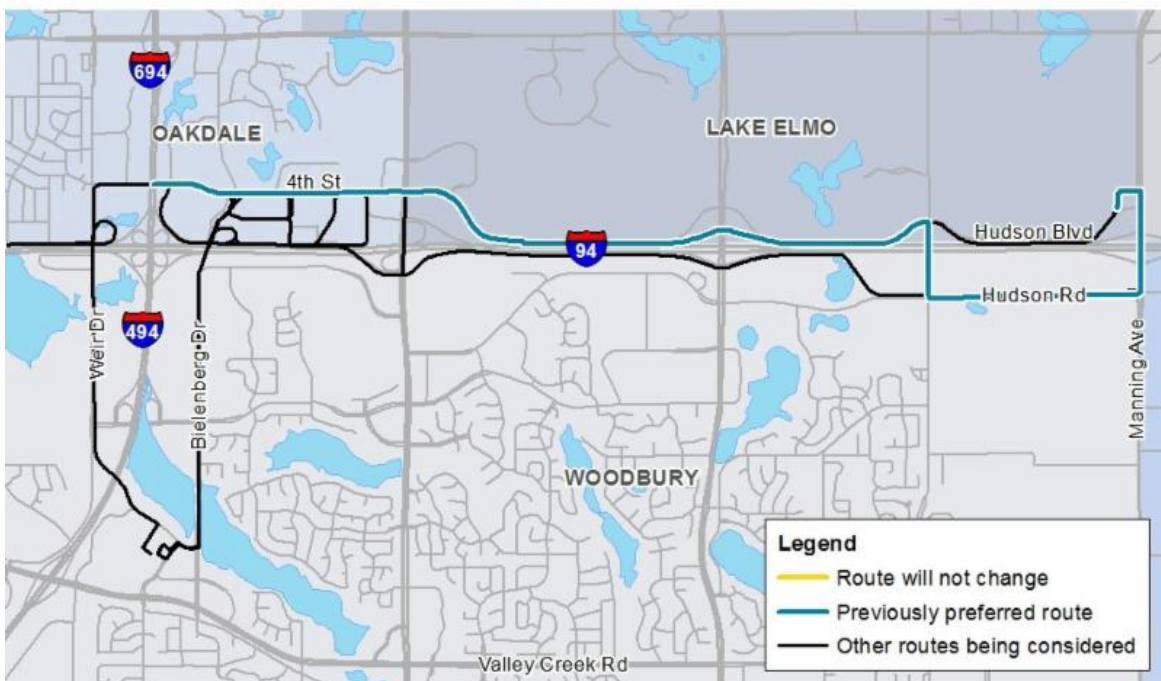 694
OAKDALE
LAKE ELMO
4th St
Hudson Blvd
94
Hudson Rd
494
Weir Dr
Bielenberg Dr
Manning Ave
WOODBURY
Legend
Route will not change
Previously preferred route
Other routes being considered
Valley Creek Rd